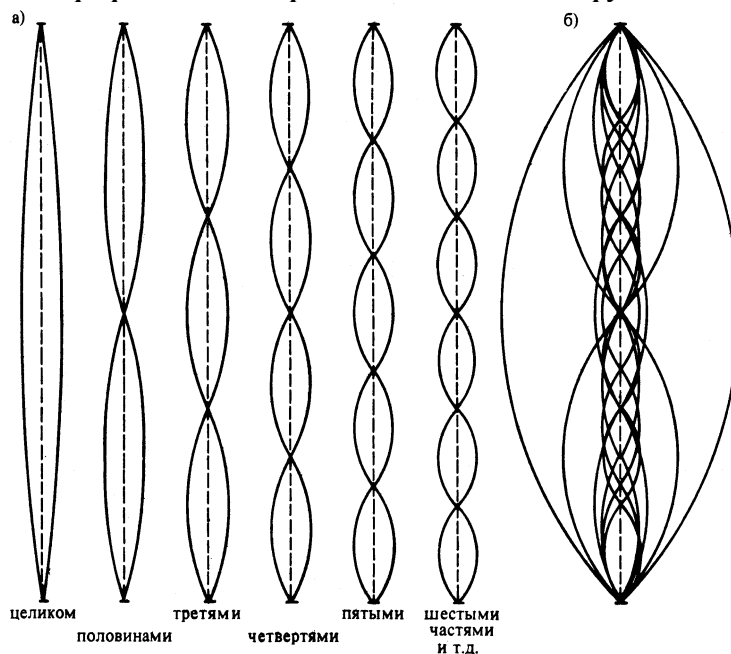 а)
б)
целиком
половинами
третями
четвертями
пятыми
шестыми
частями
и т.д.